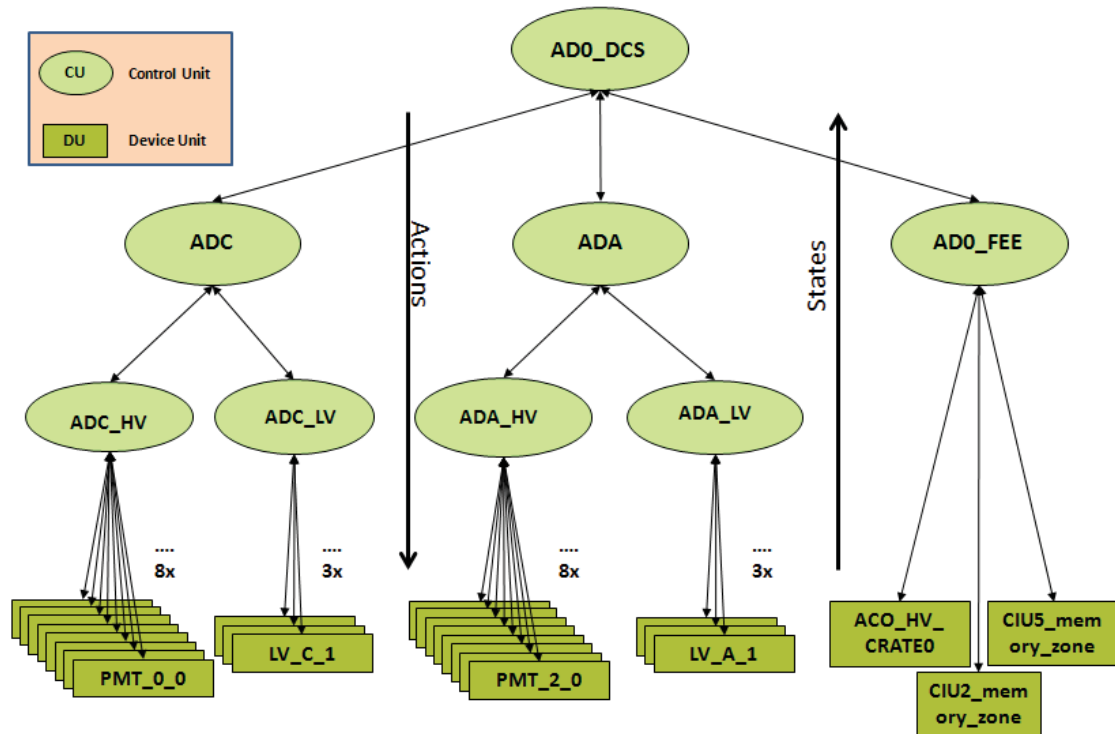 AD0_DCS
CU Control Unit
DU Device Unit
Actions
States
ADC
ADA
AD0_FEE
ADC_HV
ADC_LV
ADA_HV
ADA_LV
....
8x
....
3x
....
8x
....
3x
PMT_0_0
LV_C_1
PMT_2_0
LV_A_1
ACO_HV_
CRATE0
CIU5_mem
ory_zone
CIU2_mem
ory_zone